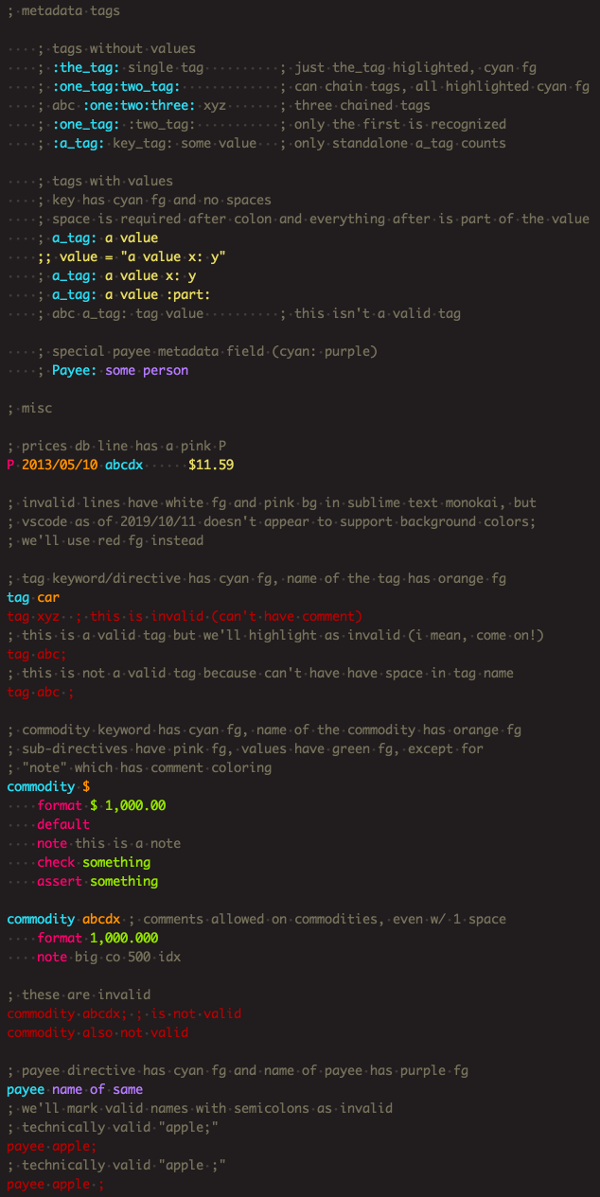 ; metadata tags
; tags without values
; :the_tag: single tag ; just the_tag higlighted, cyan fg
; :one_tag:two_tag: ; can chain tags, all highlighted cyan fg
; abc :one:two:three: xyz ; three chained tags
; :one_tag: :two_tag: ; only the first is recognized
; :a_tag: key_tag: some value ; only standalone a_tag counts
; tags with values
; key has cyan fg and no spaces
; space is required after colon and everything after is part of the value
; a_tag: a value
;; value = "a value x: y"
; a_tag: a value x: y
; a_tag: a value :part:
; abc a_tag: tag value ; this isn't a valid tag
; special payee metadata field (cyan: purple)
; Payee: some person
; misc
; prices db line has a pink P
P 2013/05/10 abcdx $11.59
; invalid lines have white fg and pink bg in sublime text monokai, but
; vscode as of 2019/10/11 doesn't appear to support background colors;
; we'll use red fg instead
; tag keyword/directive has cyan fg, name of the tag has orange fg
tag car
tag xyz ; this is invalid (can't have comment)
; this is a valid tag but we'll highlight as invalid (i mean, come on!)
tag abc;
; this is not a valid tag because can't have have space in tag name
tag abc ;
; commodity keyword has cyan fg, name of the commodity has orange fg
; sub-directives have pink fg, values have green fg, except for
; "note" which has comment coloring
commodity $
format $ 1,000.00
default
note this is a note
check something
assert something
commodity abcdx ; comments allowed on commodities, even w/ 1 space
format 1,000.000
note big co 500 idx
; these are invalid
commodity abcdx; ; is not valid
commodity also not valid
; payee directive has cyan fg and name of payee has purple fg
payee name of same
; we'll mark valid names with semicolons as invalid
; technically valid "apple;"
payee apple;
; technically valid "apple ;"
payee apple ;